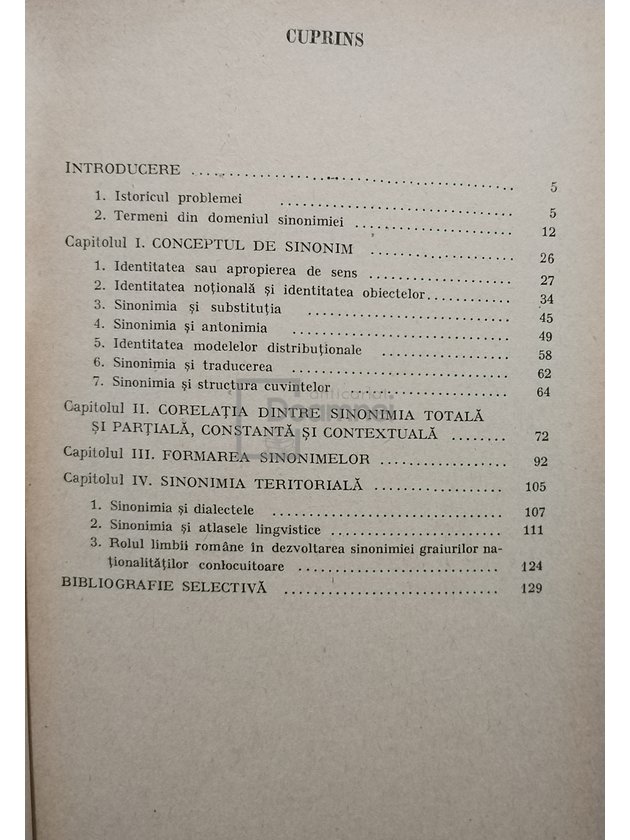 CUPRINS
INTRODUCERE ........ 5
1. Istoricul problemei ........ 5
2. Termeni din domeniul sinonimiei ........ 12
Capitolul I. CONCEPTUL DE SINONIM ........ 26
1. Identitatea sau apropierea de sens ........ 27
2. Identitatea noțională și identitatea obiectelor ........ 34
3. Sinonimia și substituția ........ 45
4. Sinonimia și antonimia ........ 49
5. Identitatea modelelor distribuționale ........ 58
6. Sinonimia și traducerea ........ 62
7. Sinonimia și structura cuvintelor ........ 64
anticariat
Capitolul II. CORELAȚIA DINTRE SINONIMIA TOTALĂ
ȘI PARȚIALĂ, CONSTANTĂ ȘI CONTEXTUALĂ ........ 72
Capitolul III. FORMAREA SINONIMELOR ........ 92
Capitolul IV. SINONIMIA TERITORIALĂ ........ 105
1. Sinonimia și dialectele ........ 107
2. Sinonimia și atlasele lingvistice ........ 111
3. Rolul limbii române în dezvoltarea sinonimiei graiurilor na-
ționalităților conlocuitoare ........ 124
BIBLIOGRAFIE SELECTIVĂ ........ 129